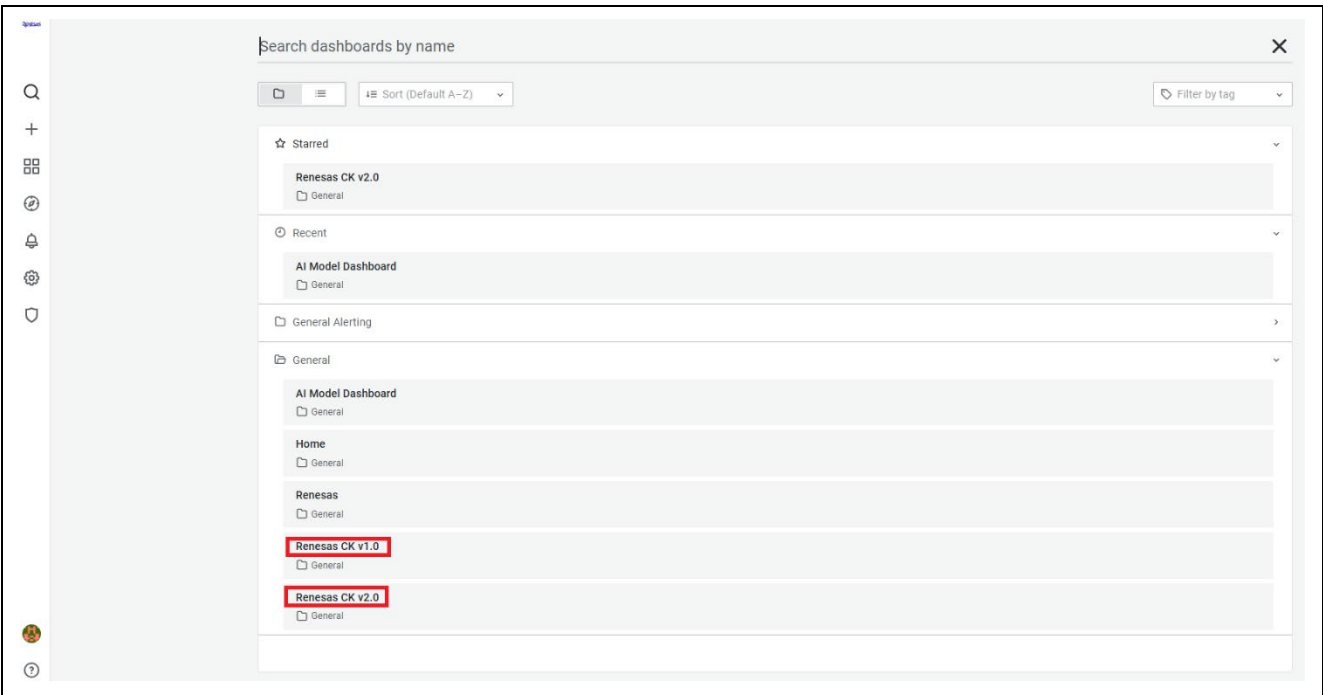 Renesas
Search dashboards by name
Sort (Default A–Z)
Filter by tag
Starred
Renesas CK v2.0
General
Recent
AI Model Dashboard
General
General Alerting
General
AI Model Dashboard
General
Home
General
Renesas
General
Renesas CK v1.0
General
Renesas CK v2.0
General